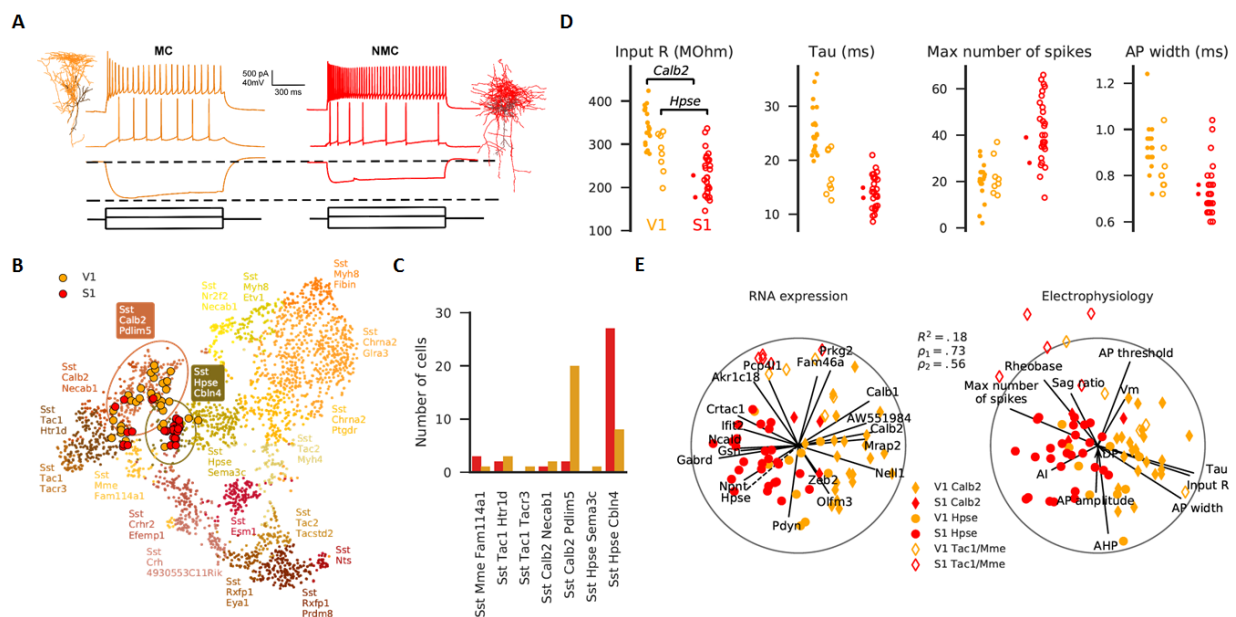 A
MC
NMC
500 pA
40mV
300 ms
B
V1
S1
Sst
Calb2
Pdlim5
Sst
Calb2
Necab1
Sst
Tac1
Htr1d
Sst
Tac1
Tacr3
Sst
Mme
Fam114a1
Sst
Nr2f2
Necab1
Sst
Myh8
Etv1
Sst
Myh8
Fibin
Sst
Chrna2
Glra3
Sst
Hpse
Cbln4
Sst
Chrna2
Ptgdr
Sst
Tac2
Myh4
Sst
Hpse
Sema3c
Sst
Crhr2
Efemp1
Sst
Esm1
Sst
Tac2
Tacstd2
Sst
Crh
4930553C11Rik
Sst
Nts
Sst
Rxfp1
Eya1
Sst
Rxfp1
Prdm8
C
Number of cells
30
20
10
0
Sst Mme Fam114a1
Sst Tac1 Htr1d
Sst Tac1 Tacr3
Sst Calb2 Necab1
Sst Calb2 Pdlim5
Sst Hpse Sema3c
Sst Hpse Cbln4
D
Input R (MOhm)
Calb2
Hpse
400
300
200
100
V1
S1
Tau (ms)
30
20
10
Max number of spikes
60
40
20
0
AP width (ms)
1.2
1.0
0.8
0.6
E
RNA expression
Prkg2
Pcp4l1
Fam46a
Akr1c18
Calb1
Crtac1
AW551984
Ifit2
Calb2
Ncald
Mrap2
Gsn
Gabrd
Nell1
Npnt
Zeb2
Hpse
Olfm3
Pdyn
R² = .18
ρ₁ = .73
ρ₂ = .56
V1 Calb2
S1 Calb2
V1 Hpse
S1 Hpse
V1 Tac1/Mme
S1 Tac1/Mme
Electrophysiology
AP threshold
Rheobase
Sag ratio
Max number
of spikes
Vm
ADP
Tau
AI
Input R
AP amplitude
AP width
AHP